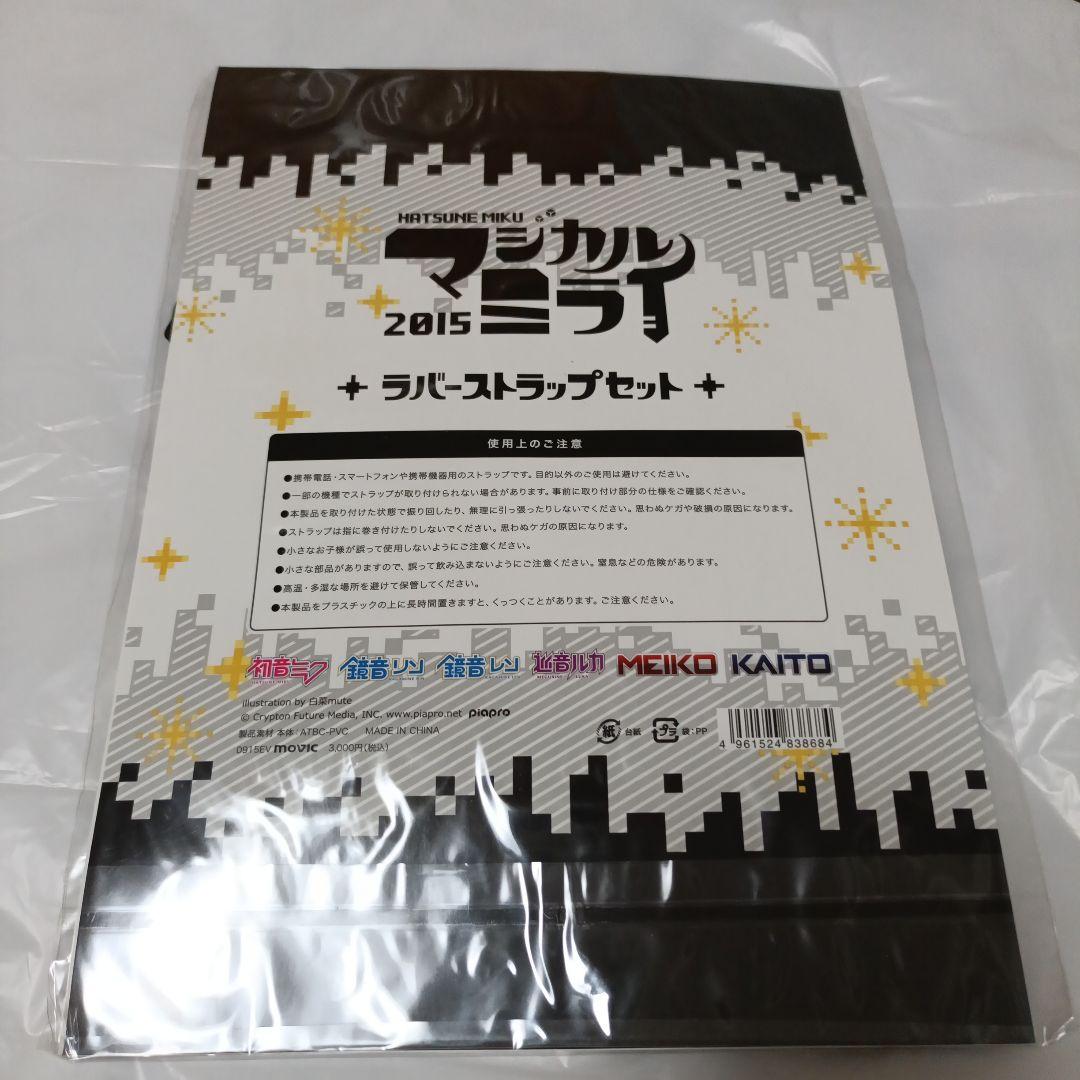 HATSUNE MIKU
マジカル
ミライ
2015
ラバーストラップセット
使用上のご注意
●携帯電話・スマートフォンや携帯機器用のストラップです。目的以外のご使用は避けてください。
●一部の機種でストラップが取り付けられない場合があります。事前に取り付け部分の仕様をご確認ください。
●本製品を取り付けた状態で振り回したり、無理に引っ張ったりしないでください。思わぬケガや破損の原因になります。
●ストラップは指に巻き付けたりしないでください。思わぬケガの原因になります。
●小さなお子様が誤って使用しないようにご注意ください。
●小さな部品がありますので、誤って飲み込まないようにご注意ください。窒息などの危険があります。
●高温・多湿な場所を避けて保管してください。
●本製品をプラスチックの上に長時間置きますと、くっつくことがあります。ご注意ください。
初音ミク 鏡音リン 鏡音レン 巡音ルカ MEIKO KAITO
HATSUNE MIKU KAGAMINE RIN KAGAMINE LEN MEGURINE LUKA
illustration by 白菜mute
© Crypton Future Media, INC. www.piapro.net piapro
製品素材 本体:ATBC-PVC MADE IN CHINA
D915EV movic 3,000円(税込)
紙 台紙 プラ 袋:PP
4 961524 838684